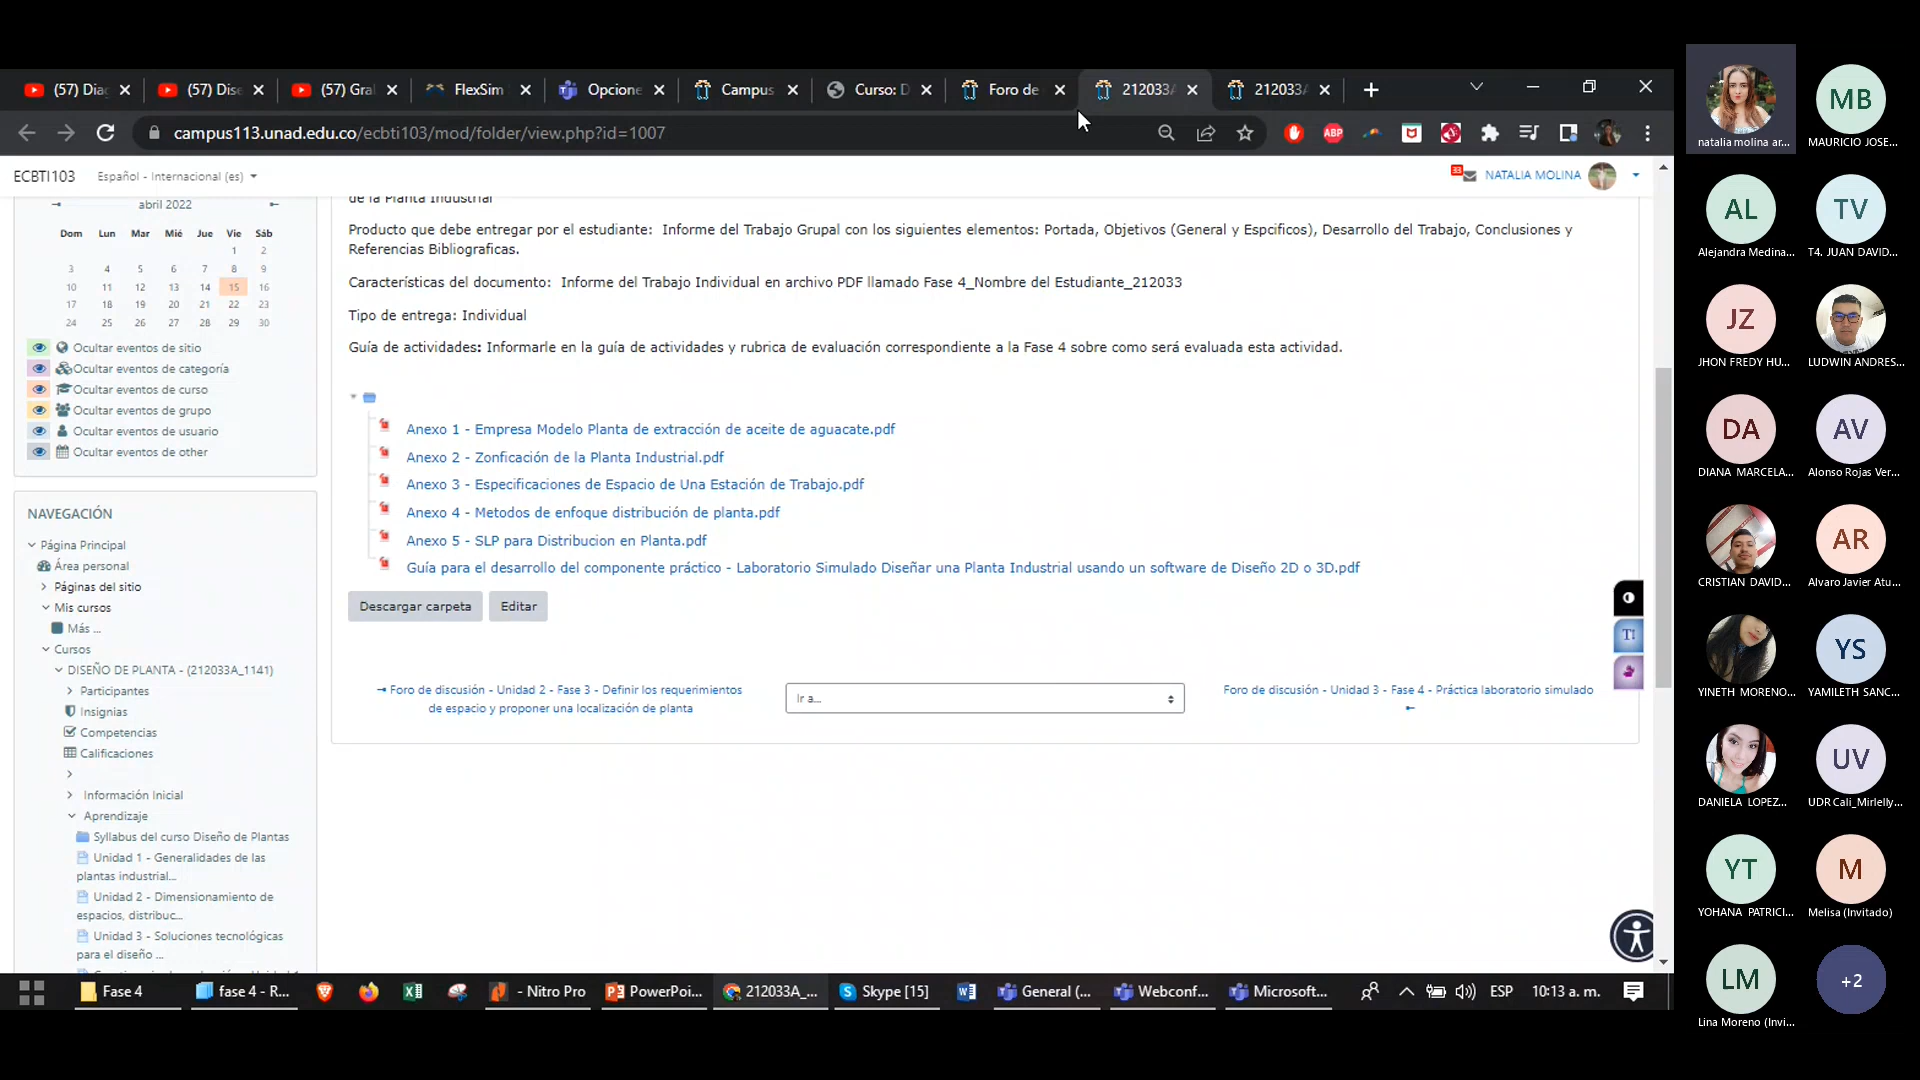 (57) Dia
(57) Dise
(57) Gral
FlexSim
Opcione
Campus
Curso: D
Foro de
212033/
212033/
campus113.unad.edu.co/ecbti103/mod/folder/view.php?id=1007
ABP
ECBTI103
Español - Internacional (es)
33
NATALIA MOLINA
abril 2022
Dom Lun Mar Mié Jue Vie Sáb
1 2
3 4 5 6 7 8 9
10 11 12 13 14 15 16
17 18 19 20 21 22 23
24 25 26 27 28 29 30
Ocultar eventos de sitio
Ocultar eventos de categoría
Ocultar eventos de curso
Ocultar eventos de grupo
Ocultar eventos de usuario
Ocultar eventos de other
NAVEGACIÓN
Página Principal
Área personal
Páginas del sitio
Mis cursos
Más ...
Cursos
DISEÑO DE PLANTA - (212033A_1141)
Participantes
Insignias
Competencias
Calificaciones
Información Inicial
Aprendizaje
Syllabus del curso Diseño de Plantas
Unidad 1 - Generalidades de las
plantas industrial...
Unidad 2 - Dimensionamiento de
espacios, distribuc...
Unidad 3 - Soluciones tecnológicas
para el diseño ...
de la Planta Industrial
Producto que debe entregar por el estudiante: Informe del Trabajo Grupal con los siguientes elementos: Portada, Objetivos (General y Espcificos), Desarrollo del Trabajo, Conclusiones y
Referencias Bibliograficas.
Características del documento: Informe del Trabajo Individual en archivo PDF llamado Fase 4_Nombre del Estudiante_212033
Tipo de entrega: Individual
Guía de actividades: Informarle en la guía de actividades y rubrica de evaluación correspondiente a la Fase 4 sobre como será evaluada esta actividad.
Anexo 1 - Empresa Modelo Planta de extracción de aceite de aguacate.pdf
Anexo 2 - Zonficación de la Planta Industrial.pdf
Anexo 3 - Especificaciones de Espacio de Una Estación de Trabajo.pdf
Anexo 4 - Metodos de enfoque distribución de planta.pdf
Anexo 5 - SLP para Distribucion en Planta.pdf
Guía para el desarrollo del componente práctico - Laboratorio Simulado Diseñar una Planta Industrial usando un software de Diseño 2D o 3D.pdf
Descargar carpeta
Editar
Foro de discusión - Unidad 2 - Fase 3 - Definir los requerimientos
de espacio y proponer una localización de planta
Ir a...
Foro de discusión - Unidad 3 - Fase 4 - Práctica laboratorio simulado
Fase 4
fase 4 - R...
- Nitro Pro
PowerPoi...
212033A_...
Skype [15]
General (...
Webconf...
Microsoft...
ESP
10:13 a. m.
natalia molina ar...
MB
MAURICIO JOSE...
AL
Alejandra Medina...
TV
T4. JUAN DAVID...
JZ
JHON FREDY HU...
LUDWIN ANDRES...
DA
DIANA MARCELA...
AV
Alonso Rojas Ver...
CRISTIAN DAVID...
AR
Alvaro Javier Atu...
YINETH MORENO...
YS
YAMILETH SANC...
DANIELA LOPEZ...
UV
UDR Cali_Mirlelly...
YT
YOHANA PATRICI...
M
Melisa (Invitado)
LM
Lina Moreno (Invi...
+2